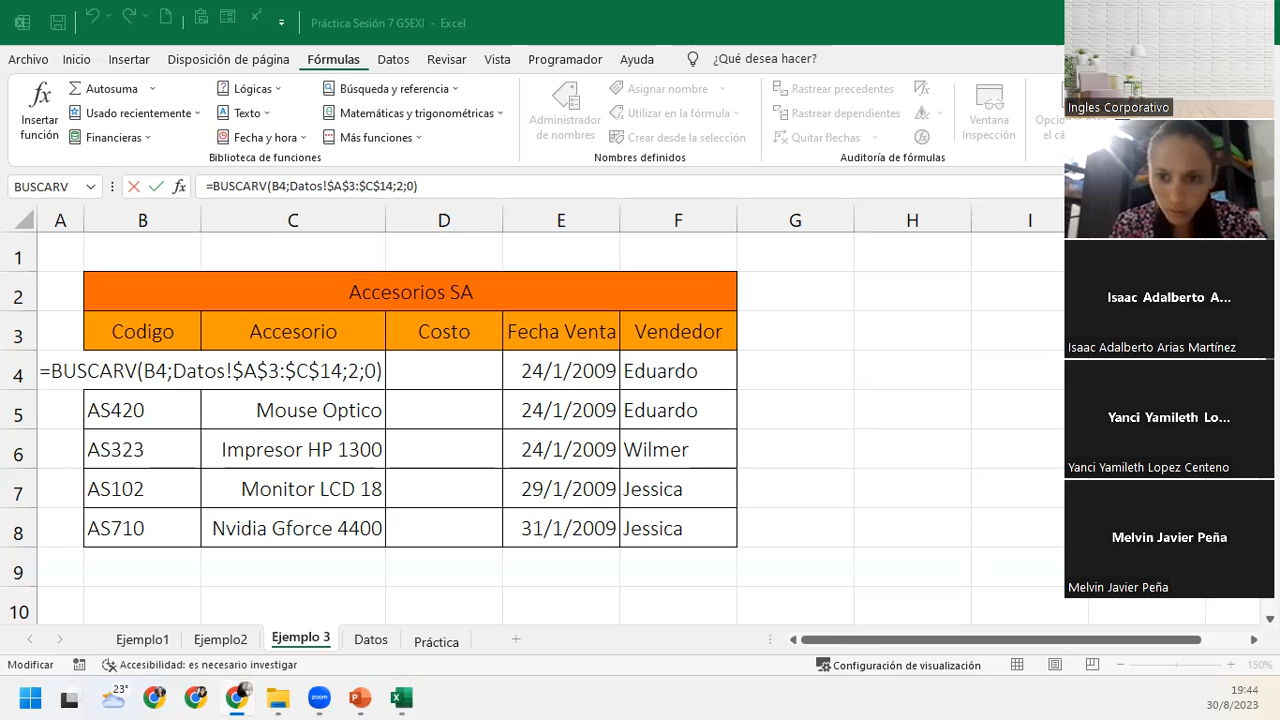 Práctica Sesión 7 G5EXI - Excel
Archivo Inicio Insertar Disposición de página Fórmulas Datos Revisar Vista Programador Ayuda ¿Qué desea hacer?
fx Insertar función
Autosuma
Usado recientemente
Financieras
Lógicas
Texto
Fecha y hora
Búsqueda y referencia
Matemáticas y trigonométricas
Más funciones
Biblioteca de funciones
Administrador de nombres
Asignar nombre
Utilizar en la fórmula
Crear desde la selección
Nombres definidos
Rastrear dependientes
Quitar flechas
Auditoría de fórmulas
Ventana Inspección
BUSCARV fx =BUSCARV(B4;Datos!$A$3:$C$14;2;0)
A B C D E F G H I
1
2 Accesorios SA
3 Codigo Accesorio Costo Fecha Venta Vendedor
4 =BUSCARV(B4;Datos!$A$3:$C$14;2;0) 24/1/2009 Eduardo
5 AS420 Mouse Optico 24/1/2009 Eduardo
6 AS323 Impresor HP 1300 24/1/2009 Wilmer
7 AS102 Monitor LCD 18 29/1/2009 Jessica
8 AS710 Nvidia Gforce 4400 31/1/2009 Jessica
9
10
Ejemplo1 Ejemplo2 Ejemplo 3 Datos Práctica
Modificar Accesibilidad: es necesario investigar Configuración de visualización 150%
23°
zoom
19:44
30/8/2023
Ingles Corporativo
Isaac Adalberto A...
Isaac Adalberto Arias Martínez
Yanci Yamileth Lo...
Yanci Yamileth Lopez Centeno
Melvin Javier Peña
Melvin Javier Peña